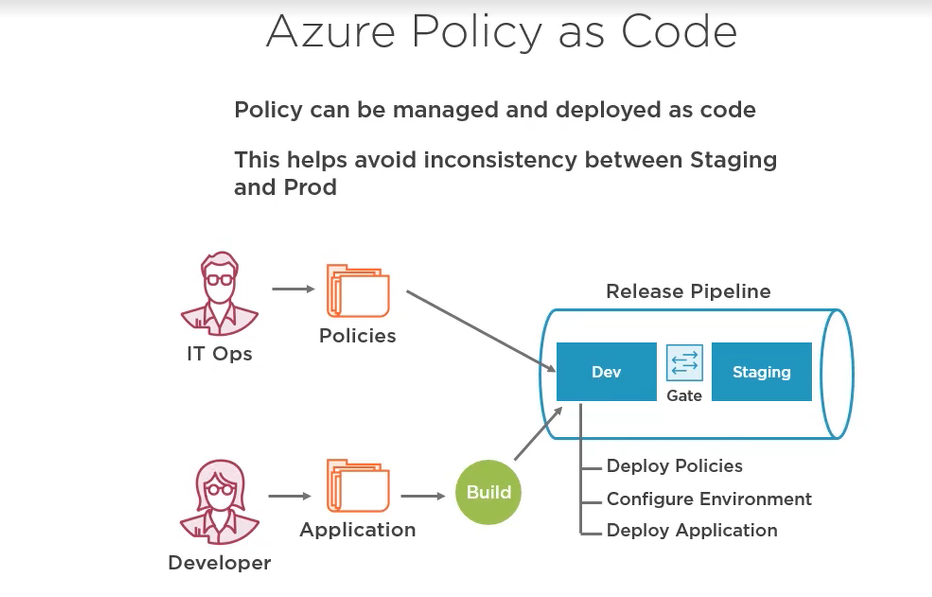 Azure Policy as Code
Policy can be managed and deployed as code
This helps avoid inconsistency between Staging
and Prod
Release Pipeline
Policies
IT Ops
Dev
Staging
Gate
Deploy Policies
Build
Configure Environment
Application
Deploy Application
Developer